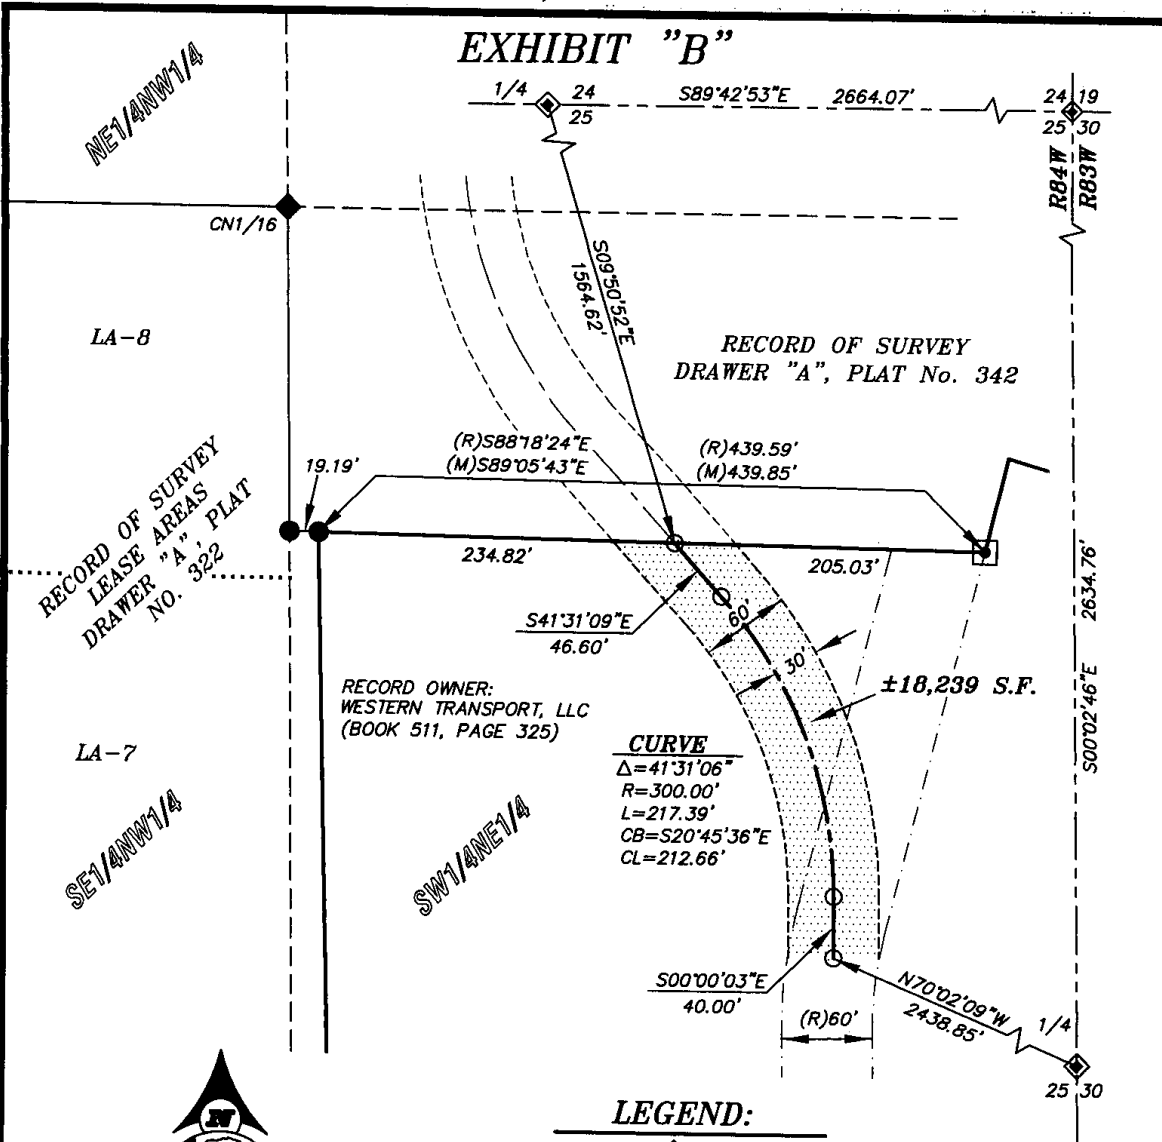 EXHIBIT "B"
1/4 24
25
S89°42'53"E 2664.07'
24 19
25 30
R84W
R83W
NE1/4NW1/4
CN1/16
S09°50'52"E
1564.62'
LA-8
RECORD OF SURVEY
DRAWER "A", PLAT No. 342
(R)S88°18'24"E
(M)S89°05'43"E
(R)439.59'
(M)439.85'
19.19'
RECORD OF SURVEY
LEASE AREAS
DRAWER "A", PLAT
NO. 322
234.82'
205.03'
S00°02'46"E 2634.76'
S41°31'09"E
46.60'
60'
30'
±18,239 S.F.
RECORD OWNER:
WESTERN TRANSPORT, LLC
(BOOK 511, PAGE 325)
LA-7
CURVE
Δ=41°31'06"
R=300.00'
L=217.39'
CB=S20°45'36"E
CL=212.66'
SE1/4NW1/4
SW1/4NE1/4
S00°00'03"E
40.00'
(R)60'
N70°02'09"W
2438.85'
1/4
25 30
N
LEGEND: